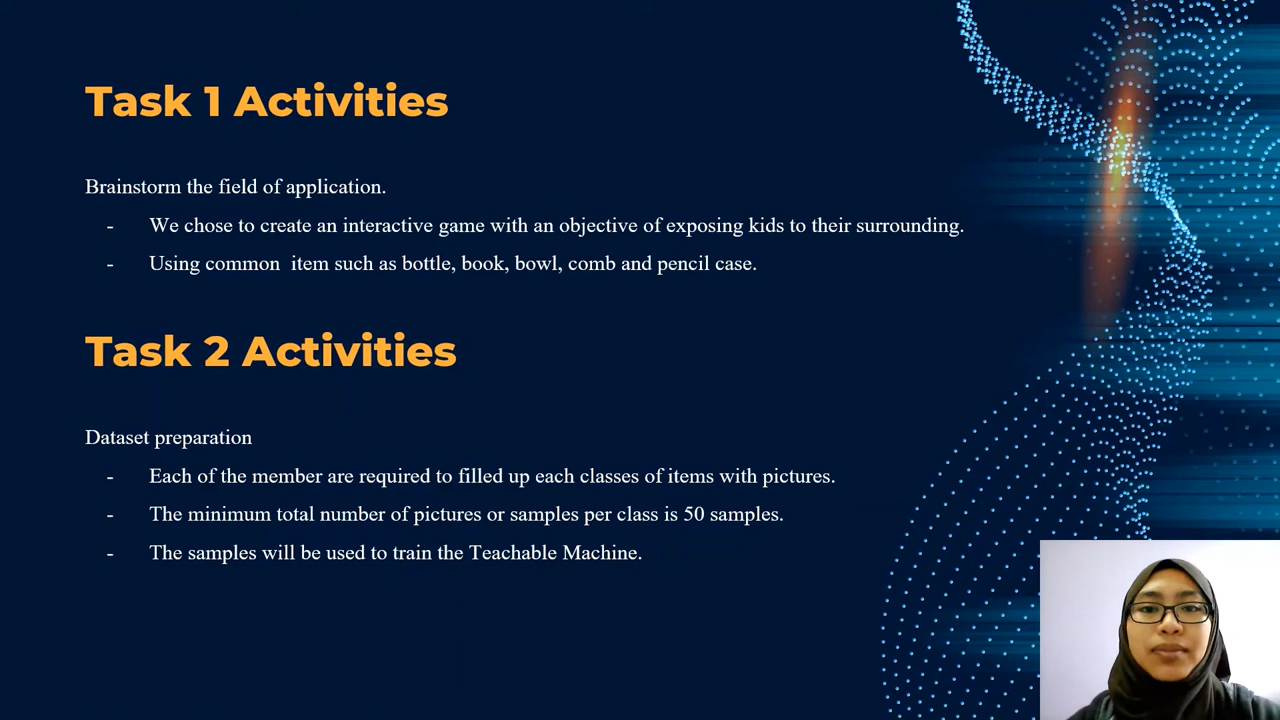 Task 1 Activities
Brainstorm the field of application.
- We chose to create an interactive game with an objective of exposing kids to their surrounding.
- Using common  item such as bottle, book, bowl, comb and pencil case.
Task 2 Activities
Dataset preparation
- Each of the member are required to filled up each classes of items with pictures.
- The minimum total number of pictures or samples per class is 50 samples.
- The samples will be used to train the Teachable Machine.